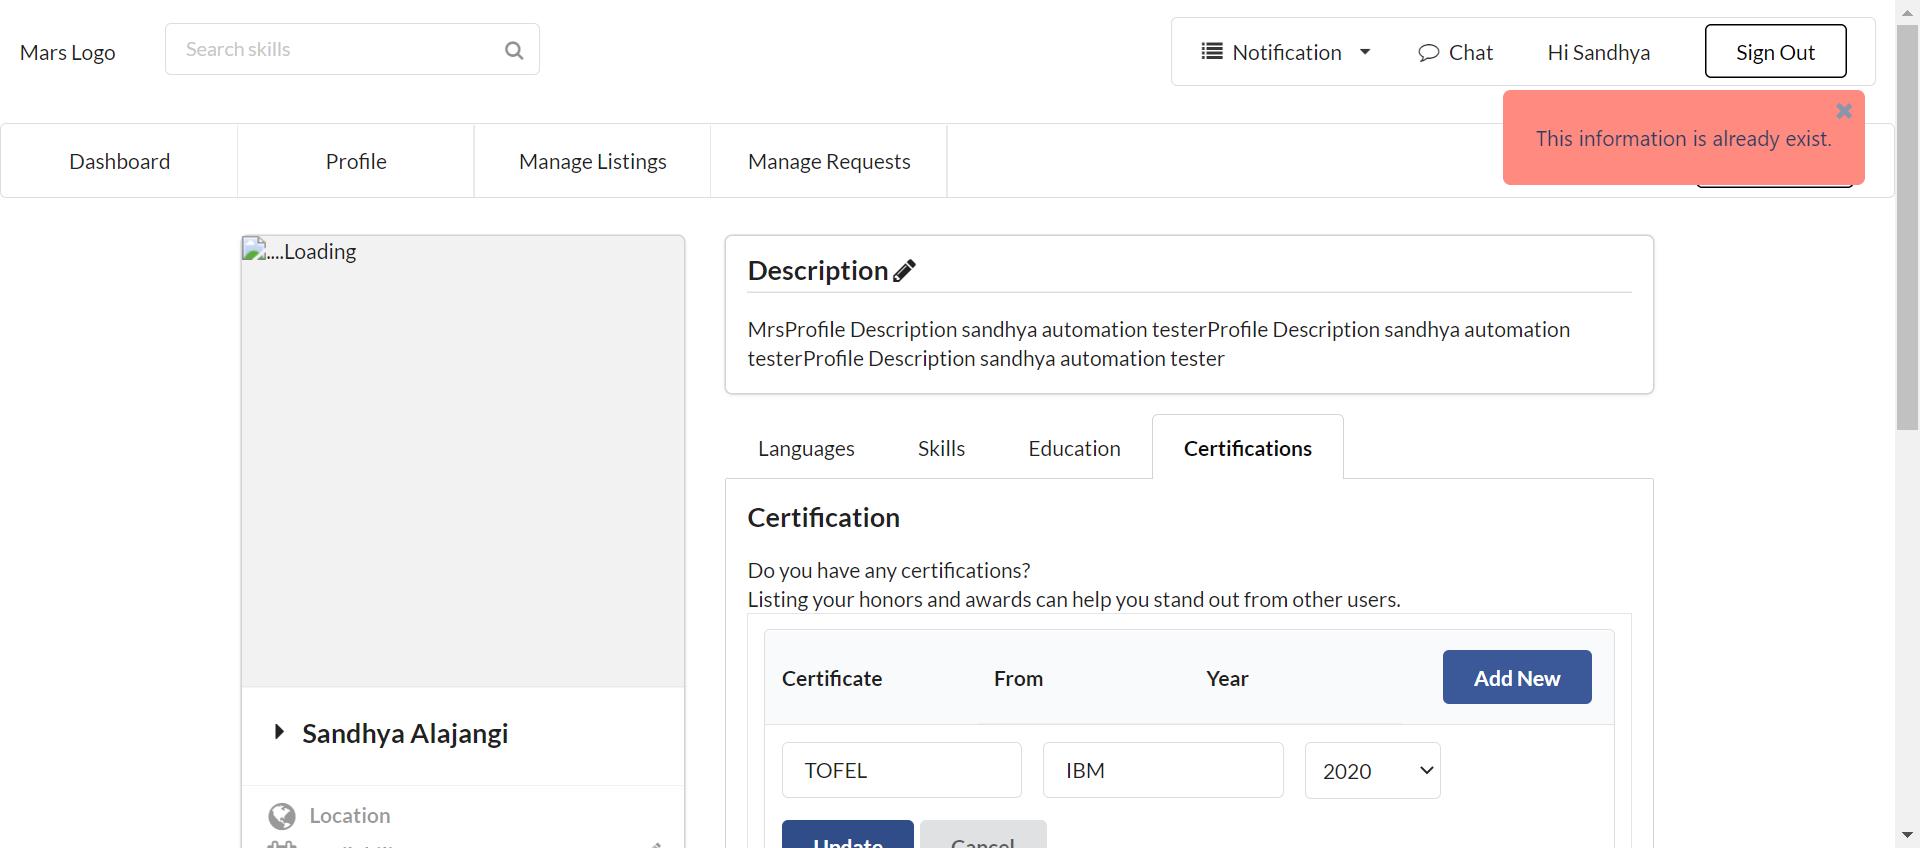 Mars Logo
Search skills
Notification
Chat
Hi Sandhya
Sign Out
This information is already exist.
Dashboard
Profile
Manage Listings
Manage Requests
....Loading
Description
MrsProfile Description sandhya automation testerProfile Description sandhya automation
testerProfile Description sandhya automation tester
Languages
Skills
Education
Certifications
Certification
Do you have any certifications?
Listing your honors and awards can help you stand out from other users.
Certificate
From
Year
Add New
TOFEL
IBM
2020
Update
Cancel
Sandhya Alajangi
Location